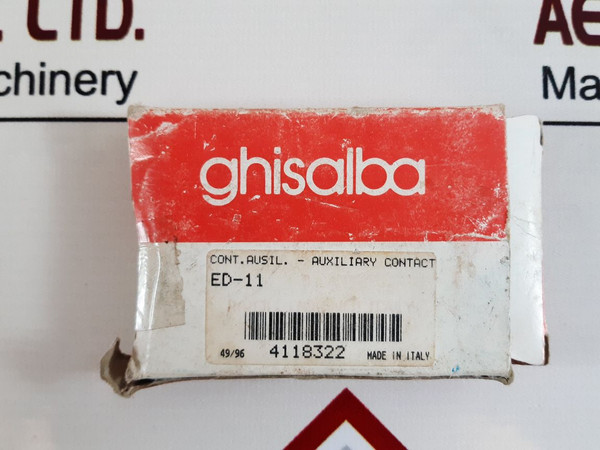 LTD.
AE
chinery
Ma
ghisalba
CONT.AUSIL. - AUXILIARY CONTACT
ED-11
49/96 4118322 MADE IN ITALY